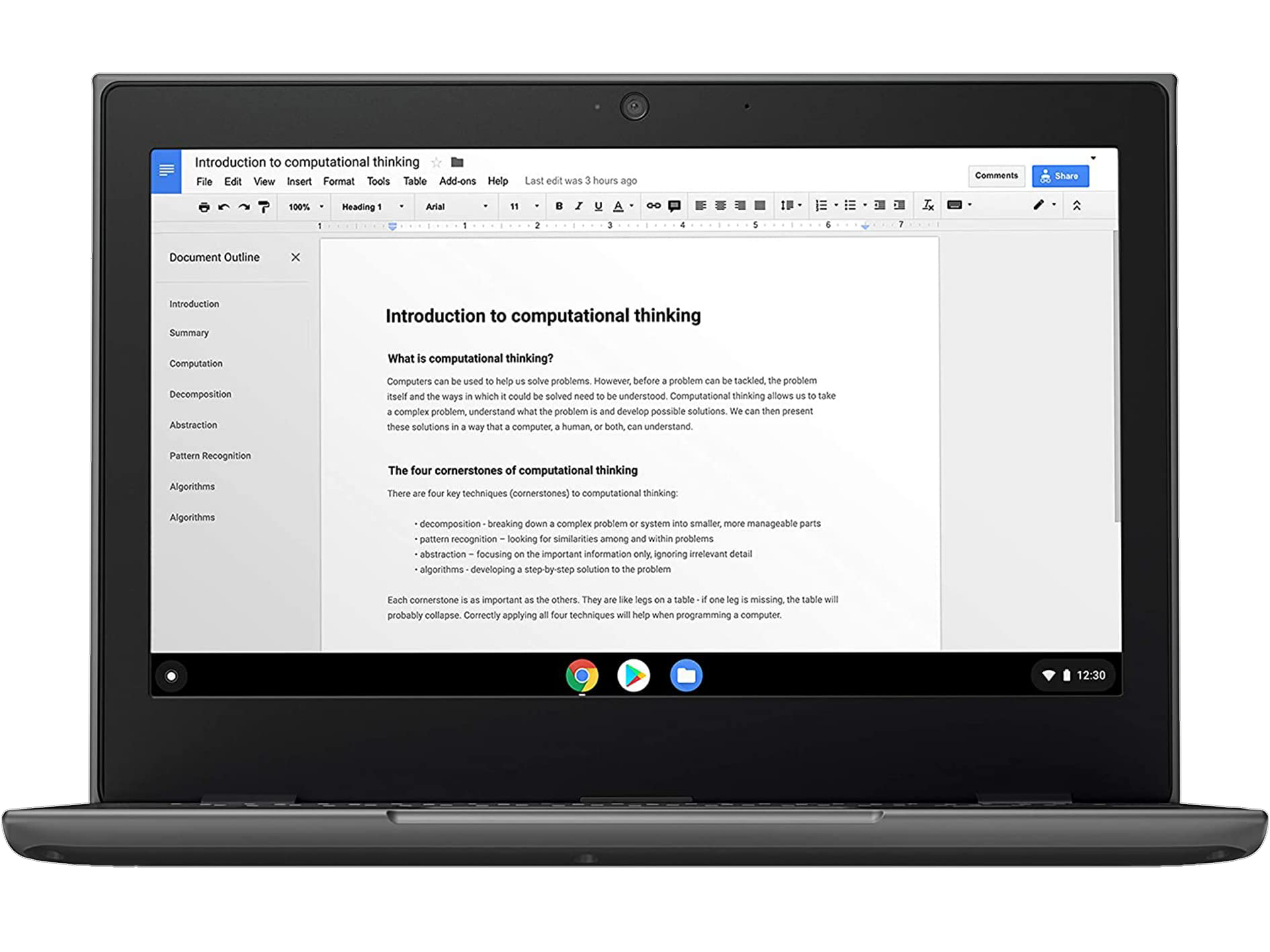 Introduction to computational thinking
File Edit View Insert Format Tools Table Add-ons Help Last edit was 3 hours ago
Comments
Share
100% Heading 1 Arial 11 B I U A
1 1 2 3 4 5 6 7
Document Outline
Introduction
Summary
Computation
Decomposition
Abstraction
Pattern Recognition
Algorithms
Algorithms
Introduction to computational thinking
What is computational thinking?
Computers can be used to help us solve problems. However, before a problem can be tackled, the problem
itself and the ways in which it could be solved need to be understood. Computational thinking allows us to take
a complex problem, understand what the problem is and develop possible solutions. We can then present
these solutions in a way that a computer, a human, or both, can understand.
The four cornerstones of computational thinking
There are four key techniques (cornerstones) to computational thinking:
• decomposition - breaking down a complex problem or system into smaller, more manageable parts
• pattern recognition – looking for similarities among and within problems
• abstraction – focusing on the important information only, ignoring irrelevant detail
• algorithms - developing a step-by-step solution to the problem
Each cornerstone is as important as the others. They are like legs on a table - if one leg is missing, the table will
probably collapse. Correctly applying all four techniques will help when programming a computer.
12:30